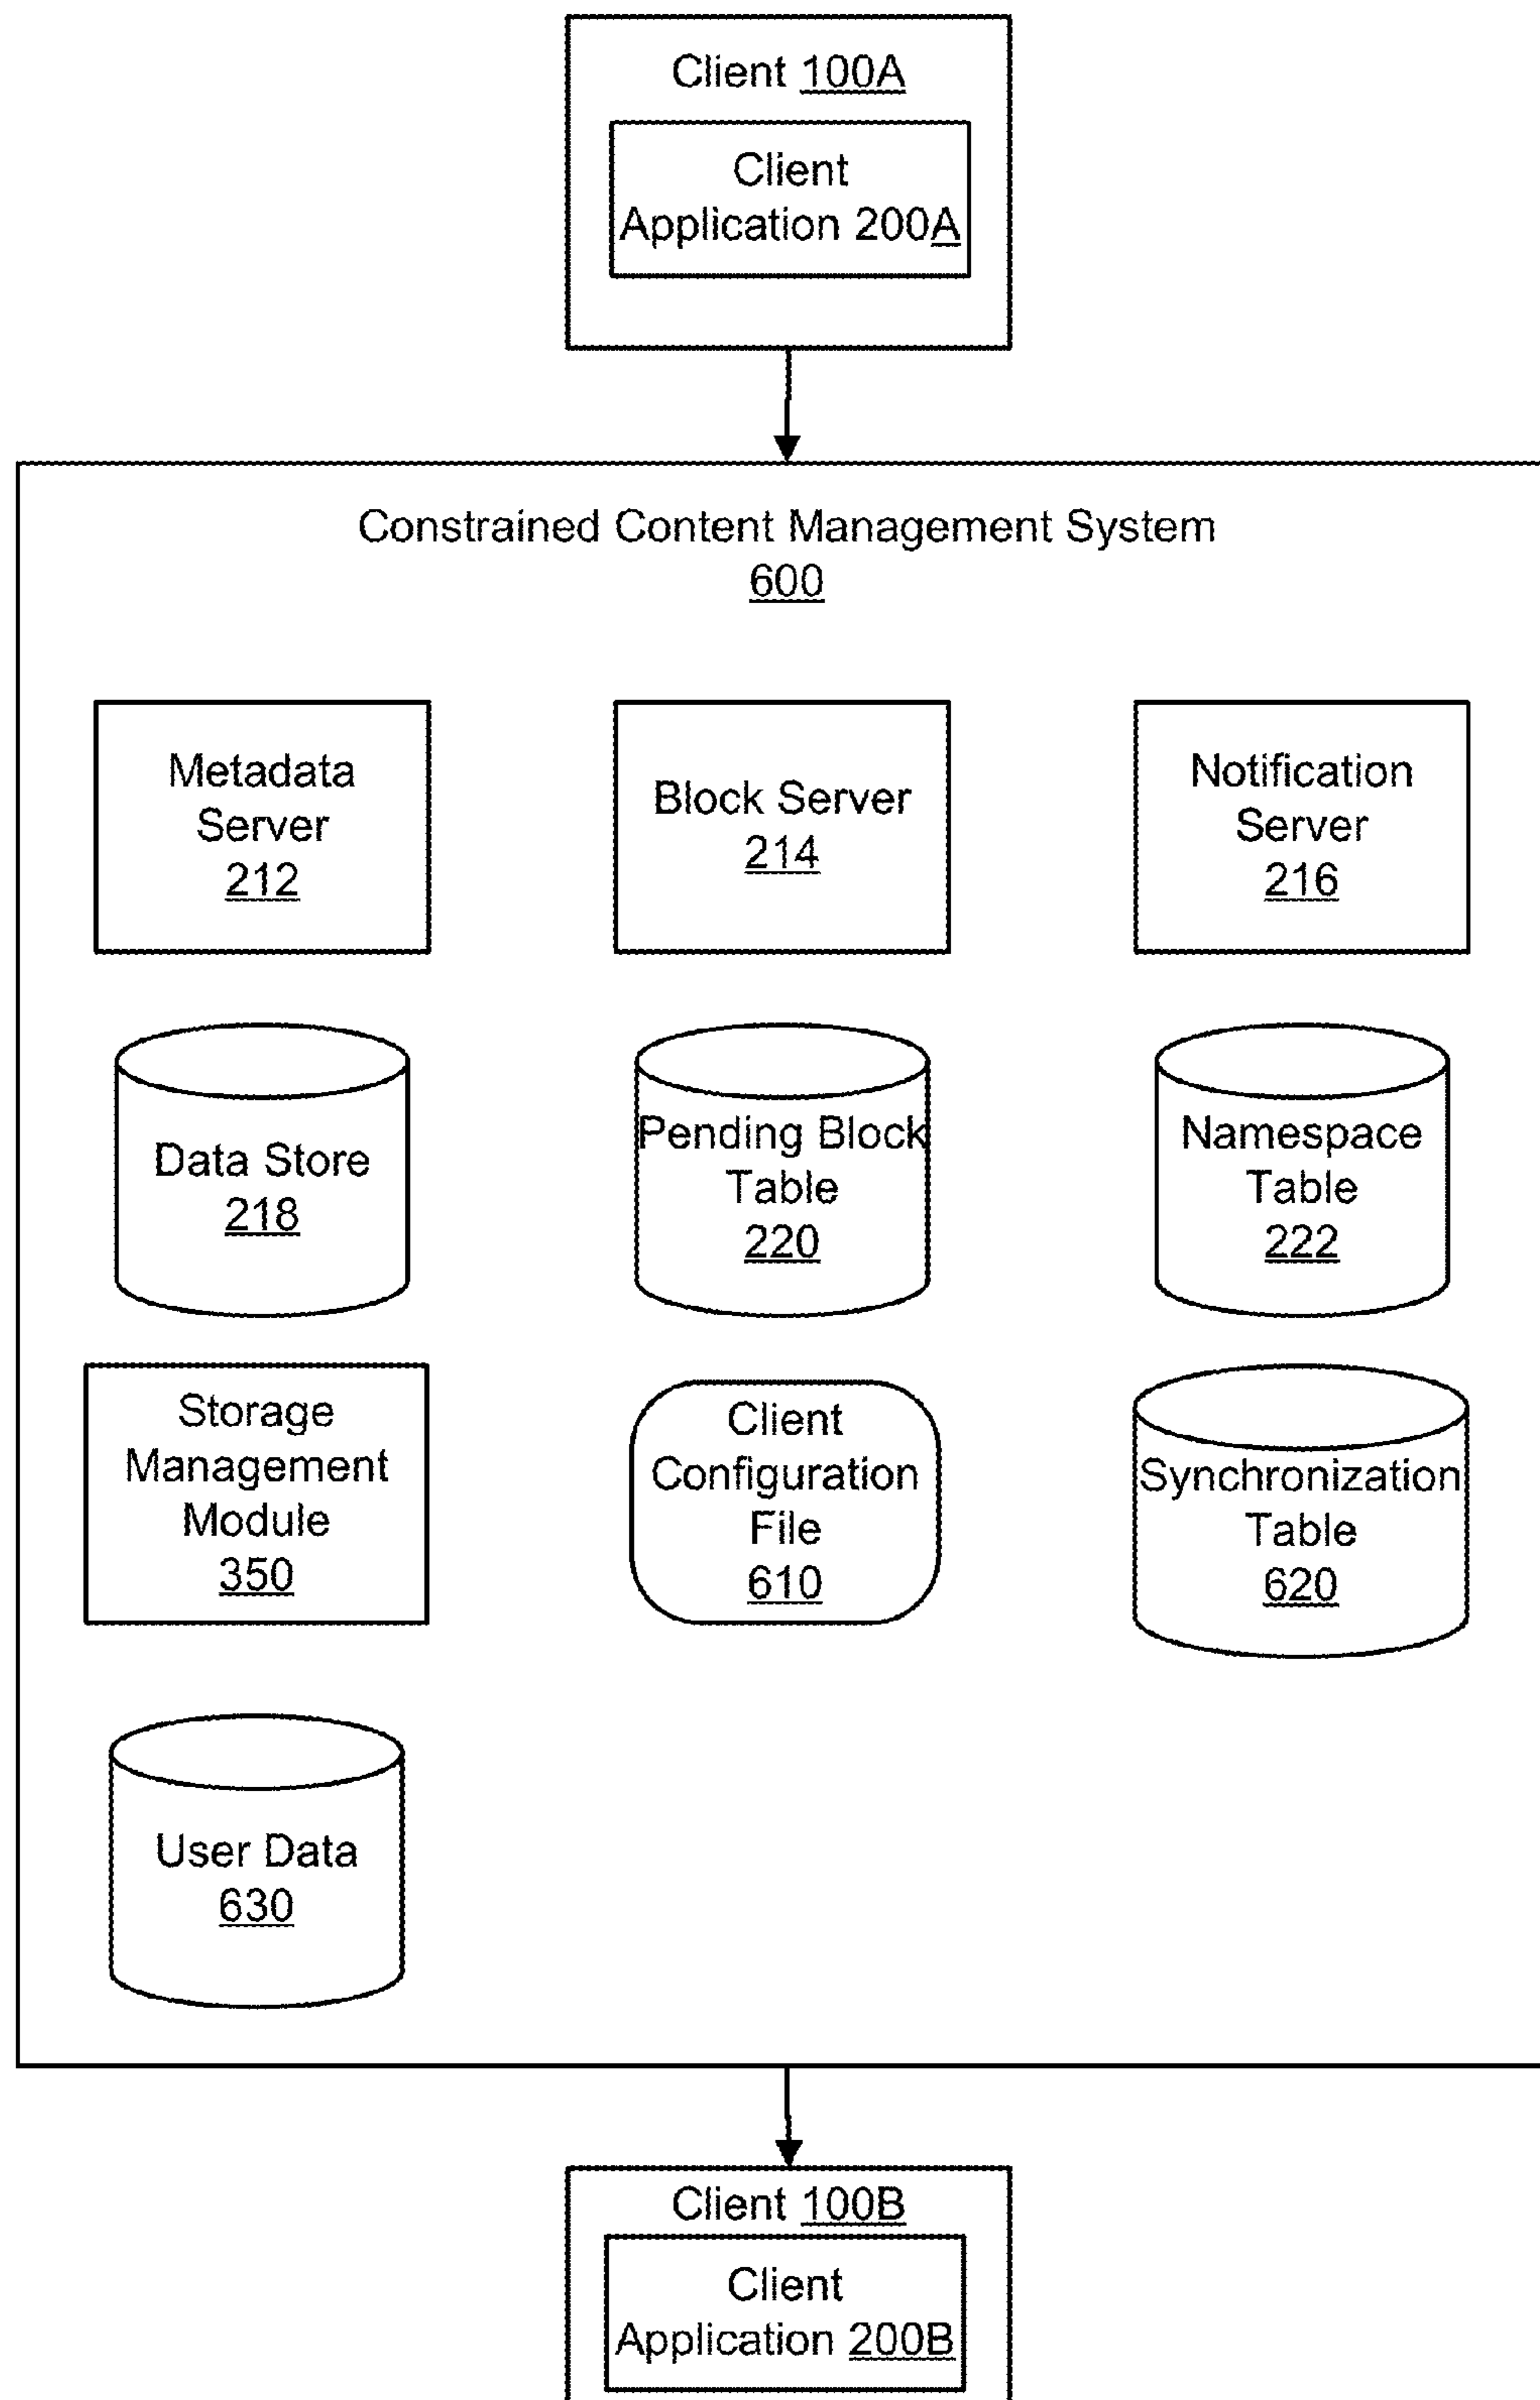 Client 100A
Client
Application 200A
Constrained Content Management System
600
Metadata
Server
212
Block Server
214
Notification
Server
216
Data Store
218
Pending Block
Table
220
Namespace
Table
222
Storage
Management
Module
350
Client
Configuration
File
610
Synchronization
Table
620
User Data
630
Client 100B
Client
Application 200B